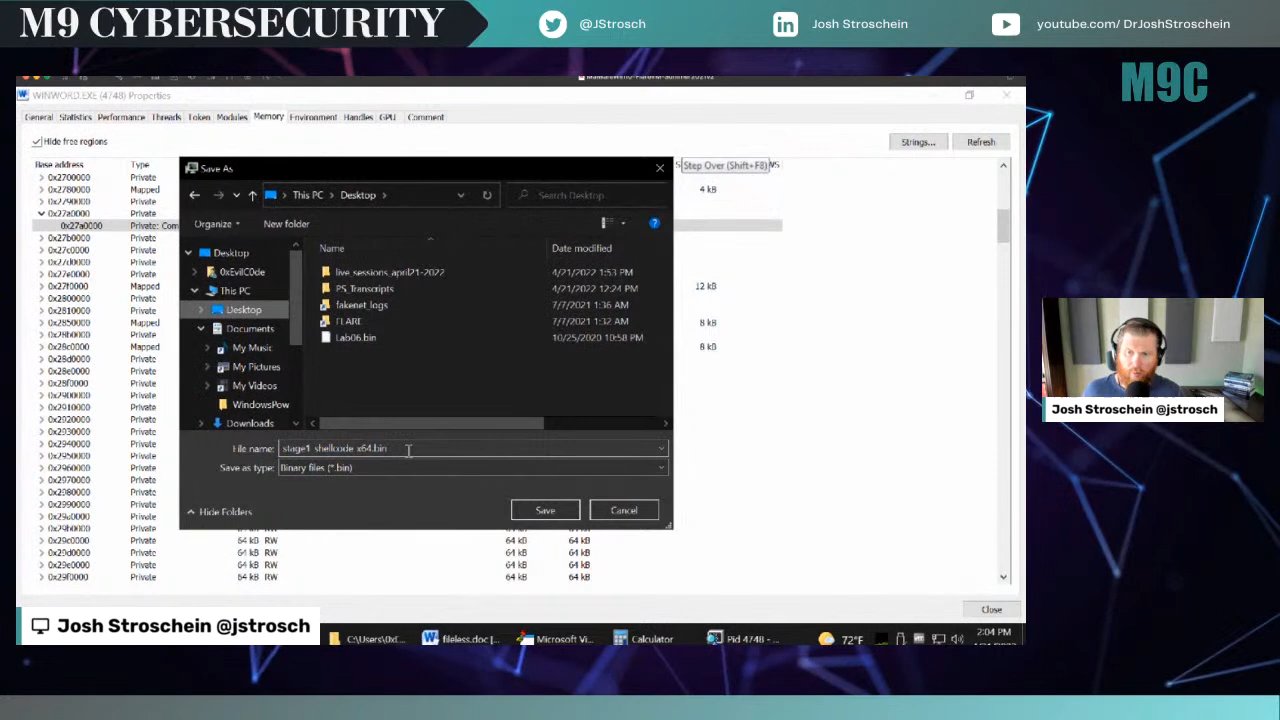 M9 CYBERSECURITY
@JStrosch
Josh Stroschein
youtube.com/ DrJoshStroschein
M9C
WINWORD.EXE (4748) Properties
General Statistics Performance Threads Token Modules Memory Environment Handles GPU Comment
Hide free regions
Strings... Refresh
Base address Type
Step Over (Shift+F8)
0x2700000 Private
0x2780000 Mapped 4 kB
0x2790000 Private
0x27a0000 Private
0x27a0000 Private: Com
0x27b0000 Private
0x27c0000 Private
0x27d0000 Private
0x27e0000 Private
0x27f0000 Mapped 12 kB
0x2800000 Private
0x2810000 Private
0x2850000 Mapped 8 kB
0x28b0000 Private
0x28c0000 Mapped 8 kB
0x28d0000 Private
0x28e0000 Private
0x28f0000 Private
0x2900000 Private
0x2910000 Private
0x2920000 Private
0x2930000 Private
0x2940000 Private
0x2950000 Private
0x2960000 Private
0x2970000 Private
0x2980000 Private
0x2990000 Private
0x29a0000 Private
0x29b0000 Private 64 kB RW 64 kB 64 kB
0x29c0000 Private 64 kB RW 64 kB 64 kB
0x29d0000 Private 64 kB RW 64 kB 64 kB
0x29e0000 Private 64 kB RW 64 kB 64 kB
0x29f0000 Private 64 kB RW 64 kB 64 kB
Save As
This PC > Desktop >
Search Desktop
Organize New folder
Desktop
0xEvilC0de
This PC
Desktop
Documents
My Music
My Pictures
My Videos
WindowsPow
Downloads
Name Date modified
live_sessions_april21-2022 4/21/2022 1:53 PM
PS_Transcripts 4/21/2022 12:24 PM
fakenet_logs 7/7/2021 1:36 AM
FLARE 7/7/2021 1:32 AM
Lab06.bin 10/25/2020 10:58 PM
File name: stage1_shellcode_x64.bin
Save as type: Binary files (*.bin)
Hide Folders
Save Cancel
Close
Josh Stroschein @jstrosch
Josh Stroschein @jstrosch
fileless.doc [... Microsoft Vi... Calculator Pid 4748 - ... 72°F 2:04 PM